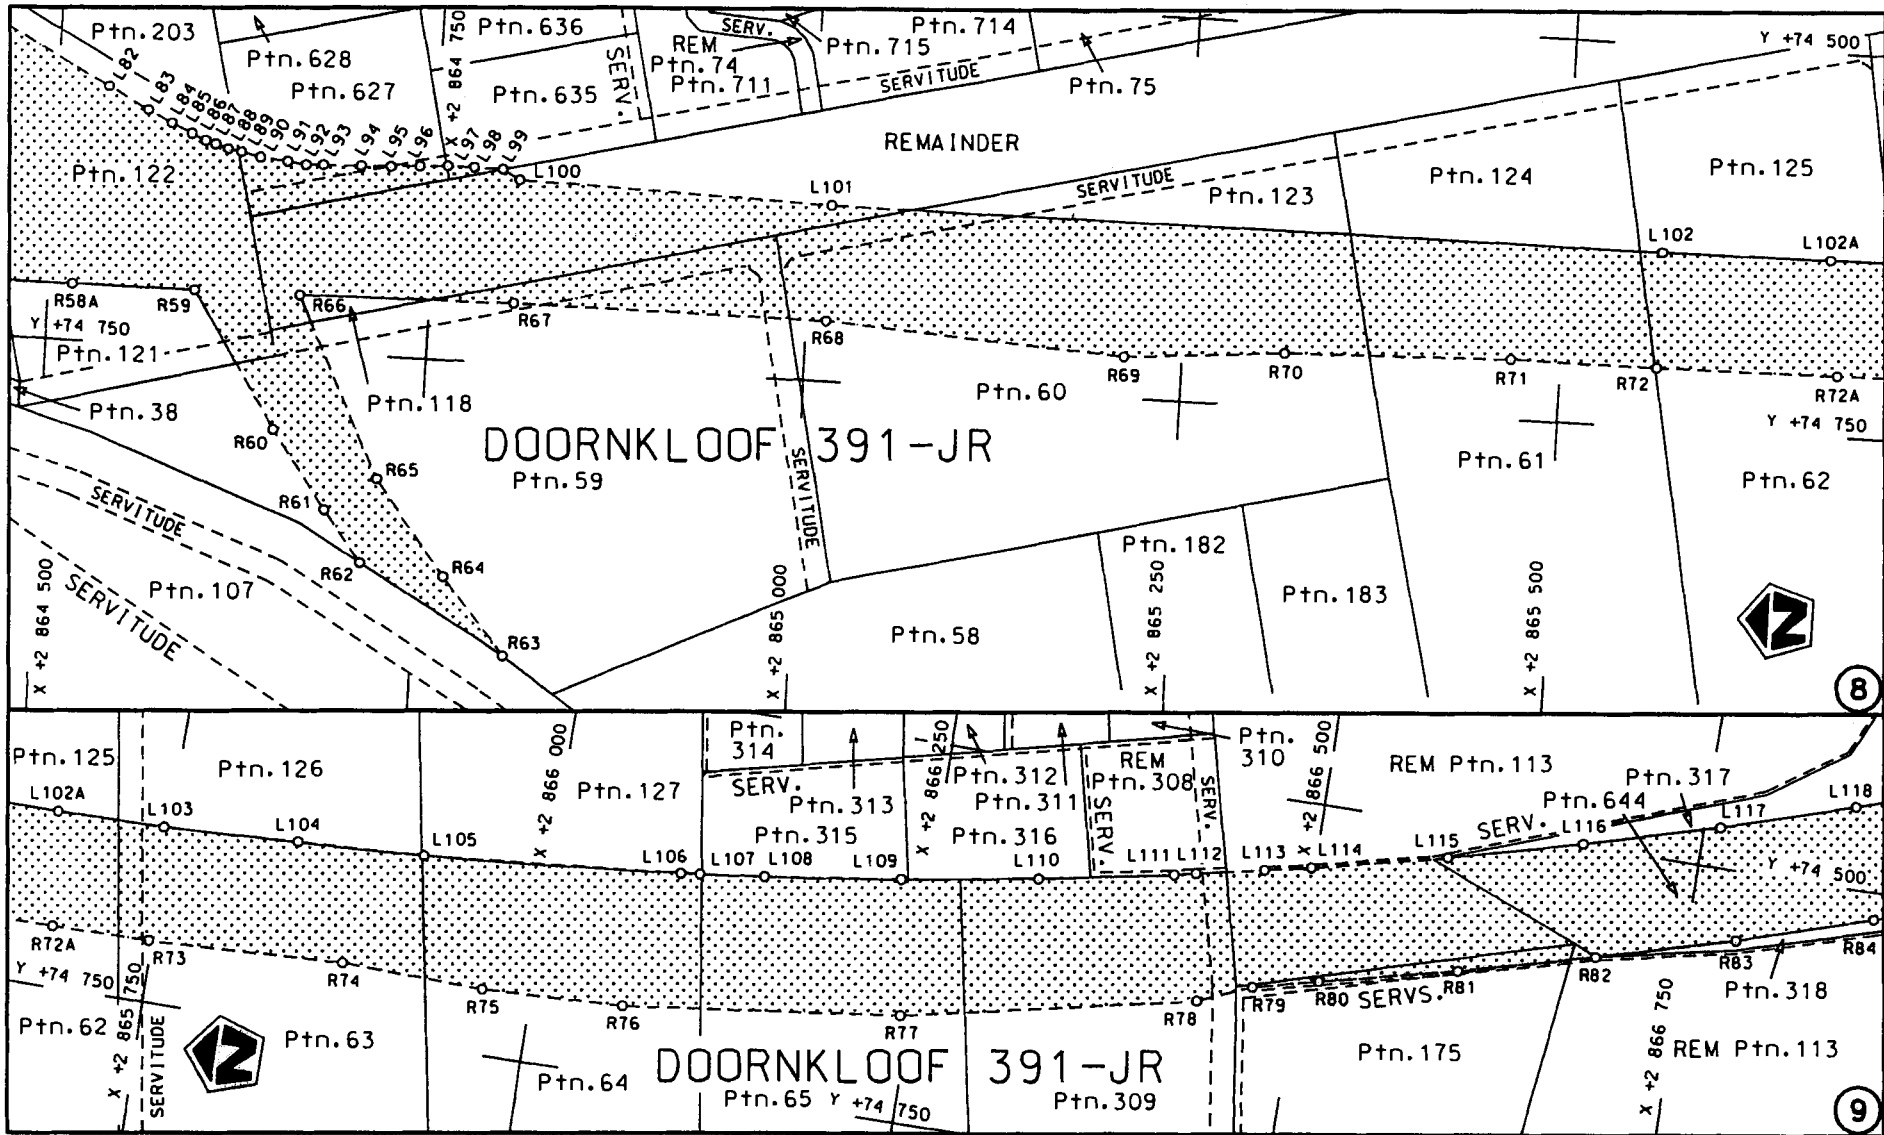 Ptn.203
Ptn.628
Ptn.627
X +2 864 750
Ptn.636
Ptn.635
SERV.
REM
Ptn.74
Ptn.711
SERV.
Ptn.715
Ptn.714
SERVITUDE
Ptn.75
Y +74 500
REMAINDER
L82
L83
L84
L85
L86
L87
L88
L89
L90
L91
L92
L93
L94
L95
L96
L97
L98
L99
L100
L101
Ptn.122
SERVITUDE
Ptn.123
Ptn.124
Ptn.125
L102
L102A
R58A
R59
R66
R67
R68
R69
R70
R71
R72
R72A
Y +74 750
Ptn.121
Ptn.38
Ptn.118
Ptn.60
Y +74 750
R60
R65
R61
DOORNKLOOF 391-JR
Ptn.59
SERVITUDE
Ptn.61
Ptn.62
SERVITUDE
R62
R64
R63
Ptn.107
SERVITUDE
X +2 864 500
X +2 865 000
Ptn.58
Ptn.182
Ptn.183
X +2 865 250
X +2 865 500
N
8
Ptn.125
Ptn.126
X +2 866 000
Ptn.127
Ptn.
314
SERV.
Ptn.313
Ptn.315
X +2 866 250
Ptn.312
Ptn.311
Ptn.316
REM
Ptn.308
SERV.
SERV.
Ptn.
310
X +2 866 500
REM Ptn.113
Ptn.317
Ptn.644
SERV.
L102A
L103
L104
L105
L106
L107
L108
L109
L110
L111
L112
L113
L114
L115
L116
L117
L118
Y +74 500
R72A
R73
R74
R75
R76
R77
R78
R79
R80
R81
R82
R83
R84
SERVS.
Y +74 750
Ptn.62
X +2 865 750
SERVITUDE
N
Ptn.63
Ptn.64
DOORNKLOOF 391-JR
Ptn.65
Y +74 750
Ptn.309
Ptn.175
X +2 866 750
Ptn.318
REM Ptn.113
9